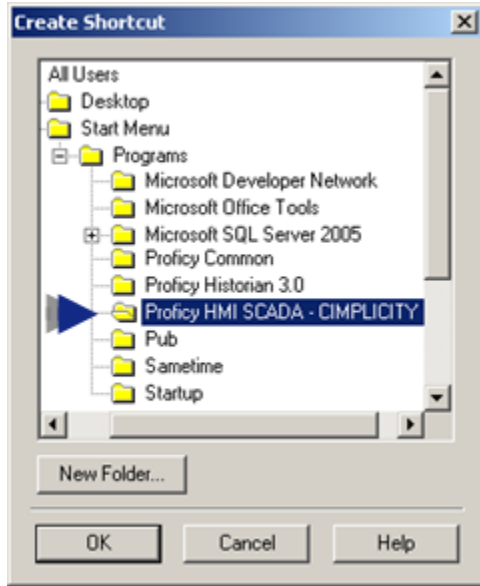 Create Shortcut
All Users
Desktop
Start Menu
Programs
Microsoft Developer Network
Microsoft Office Tools
Microsoft SQL Server 2005
Proficy Common
Proficy Historian 3.0
Proficy HMI SCADA - CIMPLICITY
Pub
Sametime
Startup
New Folder...
OK Cancel Help